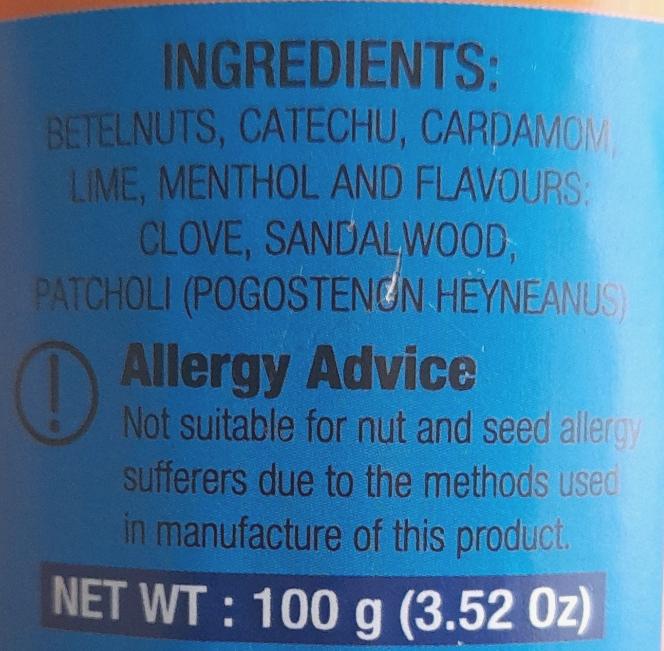 INGREDIENTS:
BETELNUTS, CATECHU, CARDAMOM,
LIME, MENTHOL AND FLAVOURS:
CLOVE, SANDALWOOD,
PATCHOLI (POGOSTENON HEYNEANUS)
Allergy Advice
Not suitable for nut and seed allergy
sufferers due to the methods used
in manufacture of this product.
NET WT : 100 g (3.52 Oz)